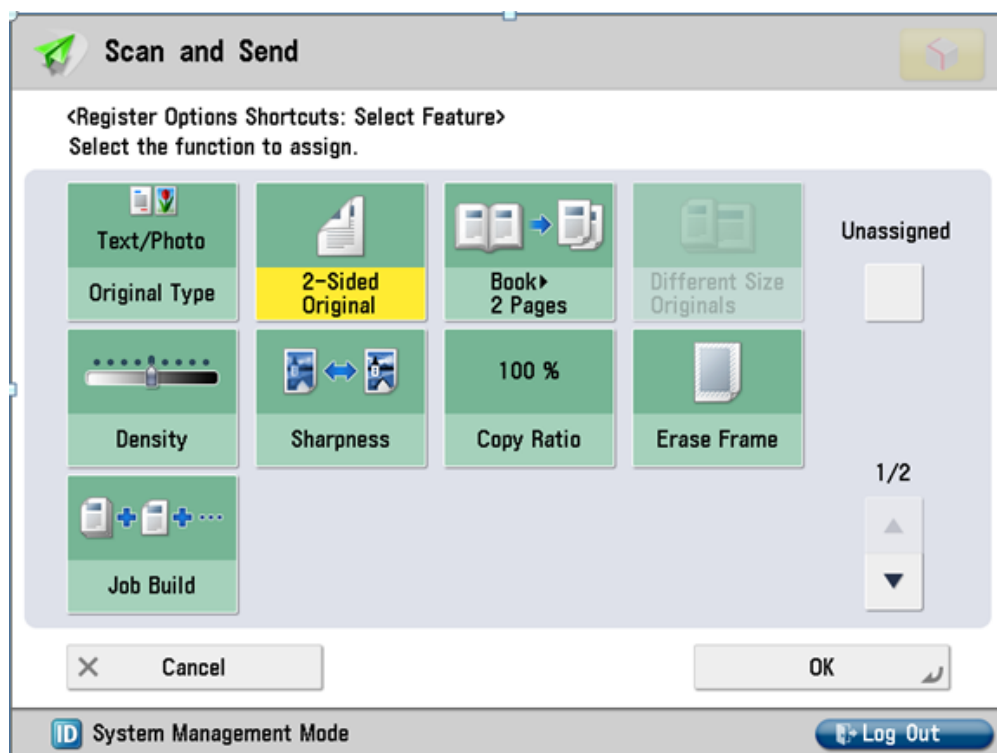 Scan and Send
<Register Options Shortcuts: Select Feature>
Select the function to assign.
Text/Photo
Original Type
2-Sided
Original
Book▸
2 Pages
Different Size
Originals
Unassigned
Density
Sharpness
100 %
Copy Ratio
Erase Frame
1/2
Job Build
Cancel
OK
ID System Management Mode
Log Out